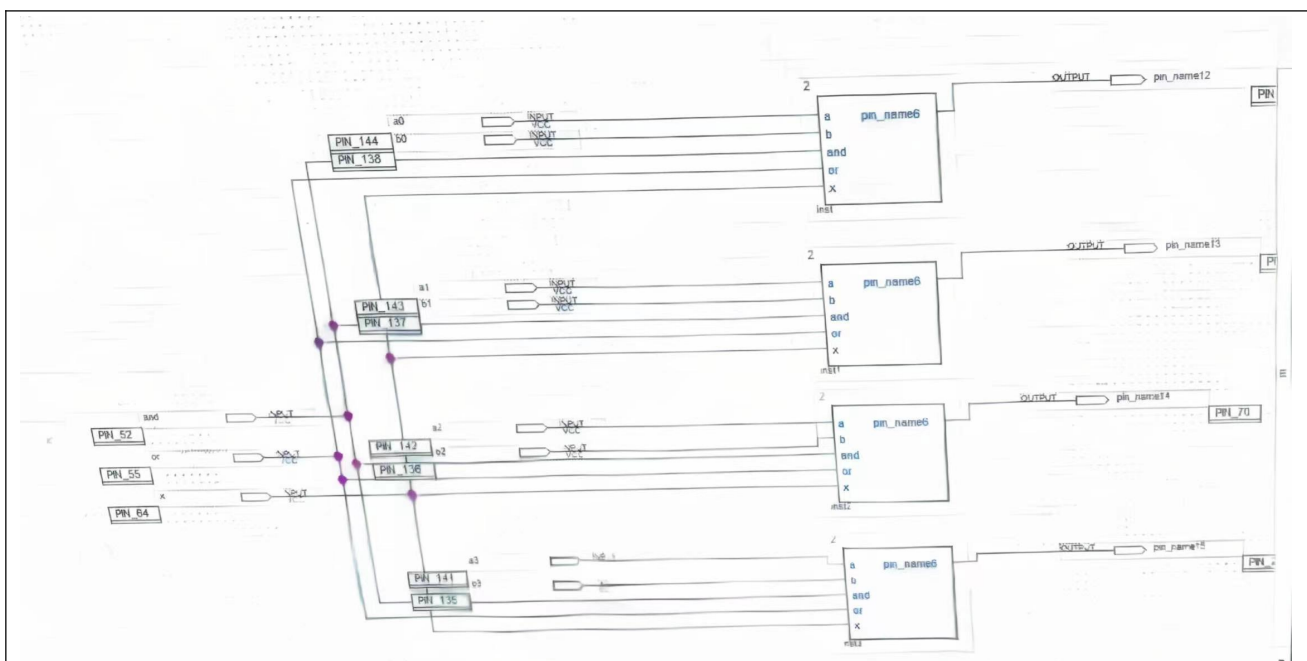 2
OUTPUT pin_name12
PIN
a0 INPUT
VCC
a pin_name6
b
and
or
x
inst
PIN_144 b0 INPUT
VCC
PIN_138
2
OUTPUT pin_name13
a1 INPUT
VCC
a pin_name6
b
and
or
x
inst1
PIN_143 b1 INPUT
VCC
PIN_137
2
OUTPUT pin_name14
PIN_70
and
PIN_52
or
PIN_55
x
PIN_64
a2 INPUT
VCC
a pin_name6
b
and
or
x
inst2
PIN_142 b2
VCC
PIN_136
2
OUTPUT pin_name15
PIN_
a3
a pin_name6
b
and
or
x
inst3
PIN_141 b3
PIN_135